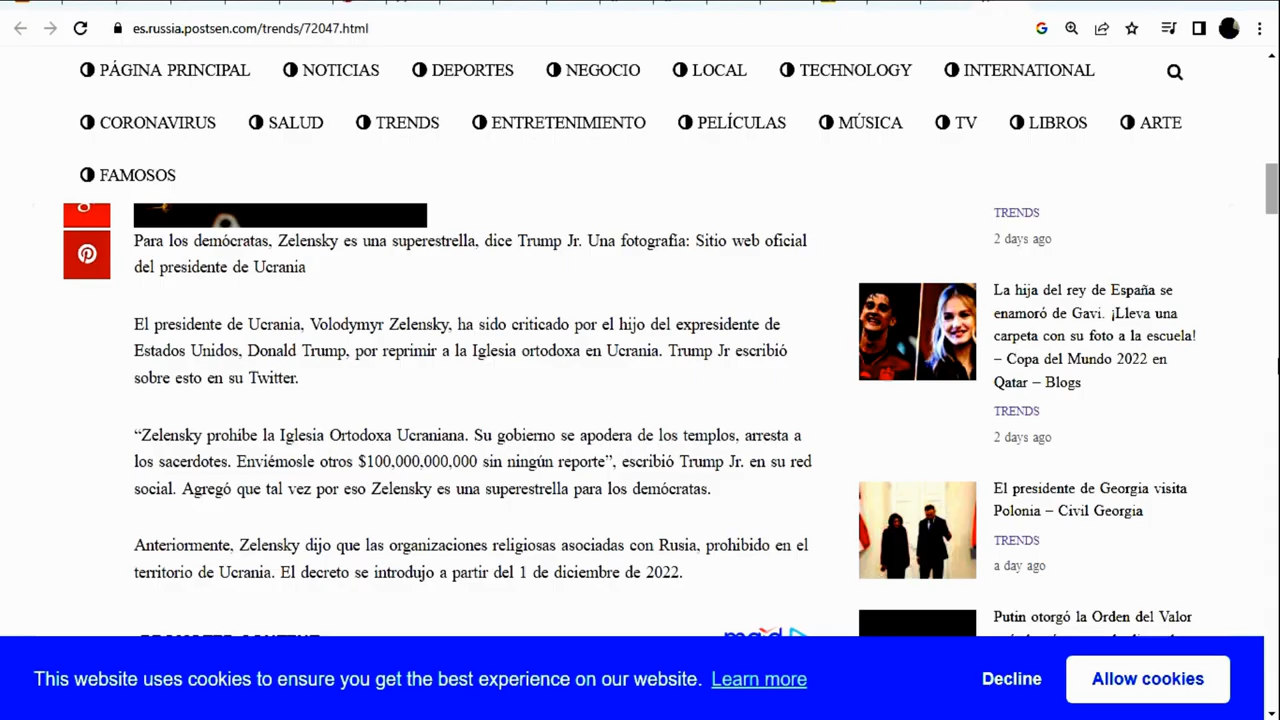 es.russia.postsen.com/trends/72047.html
PÁGINA PRINCIPAL NOTICIAS DEPORTES NEGOCIO LOCAL TECHNOLOGY INTERNATIONAL
CORONAVIRUS SALUD TRENDS ENTRETENIMIENTO PELÍCULAS MÚSICA TV LIBROS ARTE
FAMOSOS
Para los demócratas, Zelensky es una superestrella, dice Trump Jr. Una fotografía: Sitio web oficial
del presidente de Ucrania
El presidente de Ucrania, Volodymyr Zelensky, ha sido criticado por el hijo del expresidente de
Estados Unidos, Donald Trump, por reprimir a la Iglesia ortodoxa en Ucrania. Trump Jr escribió
sobre esto en su Twitter.
“Zelensky prohíbe la Iglesia Ortodoxa Ucraniana. Su gobierno se apodera de los templos, arresta a
los sacerdotes. Enviémosle otros $100,000,000,000 sin ningún reporte”, escribió Trump Jr. en su red
social. Agregó que tal vez por eso Zelensky es una superestrella para los demócratas.
Anteriormente, Zelensky dijo que las organizaciones religiosas asociadas con Rusia, prohibido en el
territorio de Ucrania. El decreto se introdujo a partir del 1 de diciembre de 2022.
TRENDS
2 days ago
La hija del rey de España se
enamoró de Gavi. ¡Lleva una
carpeta con su foto a la escuela!
– Copa del Mundo 2022 en
Qatar – Blogs
TRENDS
2 days ago
El presidente de Georgia visita
Polonia – Civil Georgia
TRENDS
a day ago
Putin otorgó la Orden del Valor
This website uses cookies to ensure you get the best experience on our website. Learn more
Decline
Allow cookies